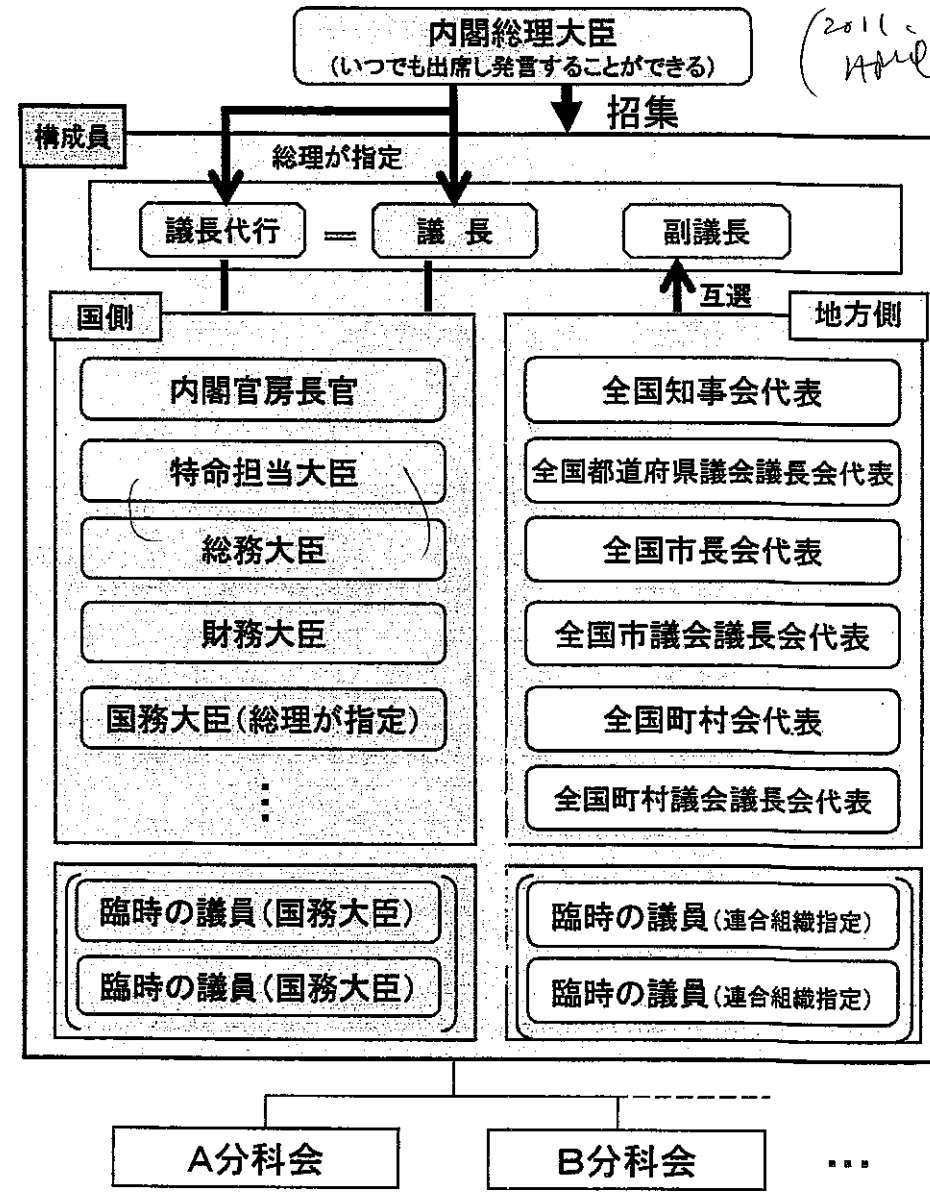 内閣総理大臣
(いつでも出席し発言することができる)
(2011.
April
招集
構成員
総理が指定
議長代行
議 長
副議長
互選
国側
地方側
内閣官房長官
特命担当大臣
総務大臣
財務大臣
国務大臣(総理が指定)
全国知事会代表
全国都道府県議会議長会代表
全国市長会代表
全国市議会議長会代表
全国町村会代表
全国町村議会議長会代表
臨時の議員(国務大臣)
臨時の議員(国務大臣)
臨時の議員(連合組織指定)
臨時の議員(連合組織指定)
A分科会
B分科会
…